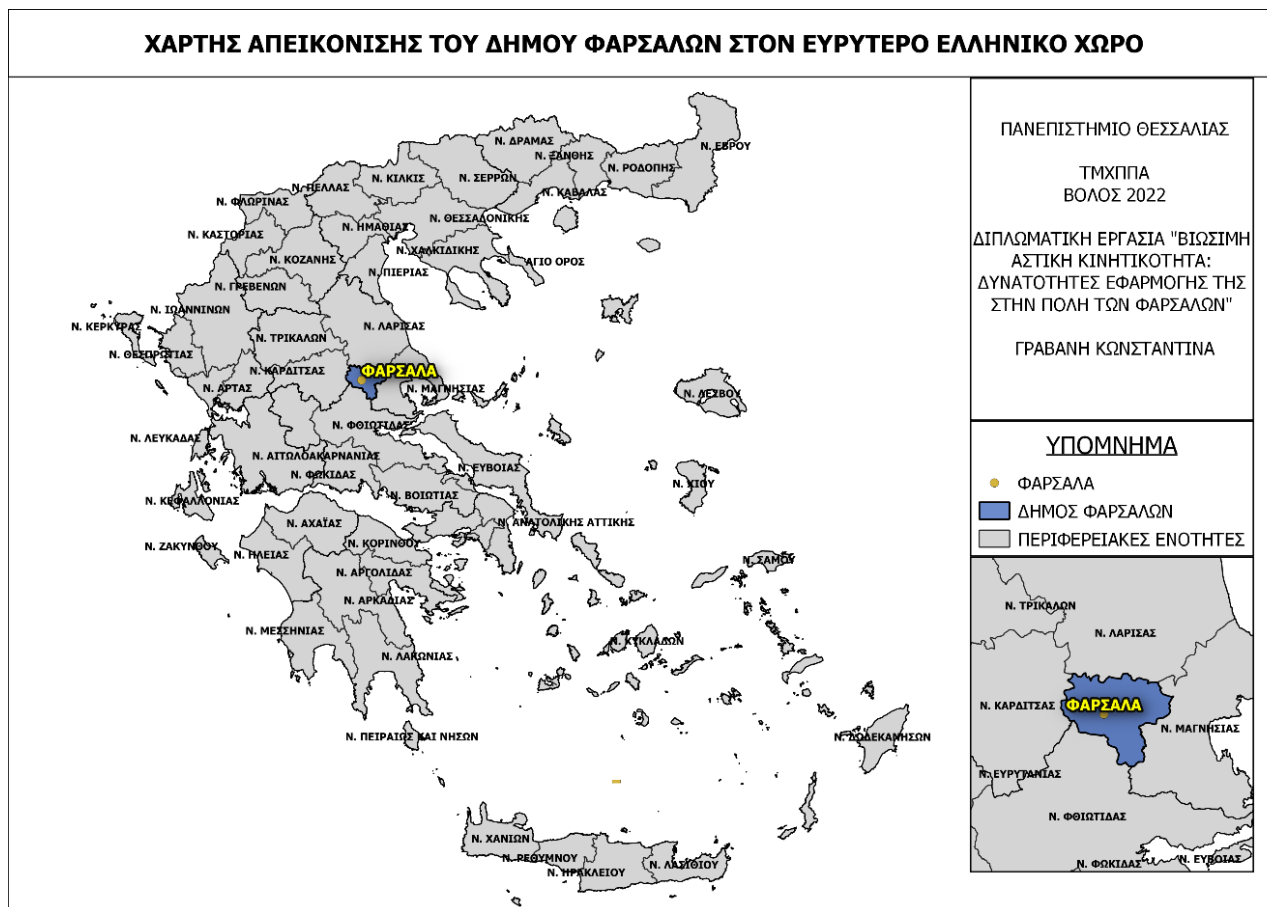 ΧΑΡΤΗΣ ΑΠΕΙΚΟΝΙΣΗΣ ΤΟΥ ΔΗΜΟΥ ΦΑΡΣΑΛΩΝ ΣΤΟΝ ΕΥΡΥΤΕΡΟ ΕΛΛΗΝΙΚΟ ΧΩΡΟ
ΠΑΝΕΠΙΣΤΗΜΙΟ ΘΕΣΣΑΛΙΑΣ
ΤΜΧΠΠΑ
ΒΟΛΟΣ 2022
ΔΙΠΛΩΜΑΤΙΚΗ ΕΡΓΑΣΙΑ "ΒΙΩΣΙΜΗ
ΑΣΤΙΚΗ ΚΙΝΗΤΙΚΟΤΗΤΑ:
ΔΥΝΑΤΟΤΗΤΕΣ ΕΦΑΡΜΟΓΗΣ ΤΗΣ
ΣΤΗΝ ΠΟΛΗ ΤΩΝ ΦΑΡΣΑΛΩΝ"
ΓΡΑΒΑΝΗ ΚΩΝΣΤΑΝΤΙΝΑ
ΥΠΟΜΝΗΜΑ
ΦΑΡΣΑΛΑ
ΔΗΜΟΣ ΦΑΡΣΑΛΩΝ
ΠΕΡΙΦΕΡΕΙΑΚΕΣ ΕΝΟΤΗΤΕΣ
Ν. ΔΡΑΜΑΣ
Ν. ΕΒΡΟΥ
Ν. ΞΑΝΘΗΣ
Ν. ΡΟΔΟΠΗΣ
Ν. ΚΙΛΚΙΣ
Ν. ΣΕΡΡΩΝ
Ν. ΠΕΛΛΑΣ
Ν. ΚΑΒΑΛΑΣ
Ν. ΦΛΩΡΙΝΑΣ
Ν. ΘΕΣΣΑΔΟΝΙΚΗΣ
Ν. ΗΜΑΘΙΑΣ
Ν. ΚΑΣΤΟΡΙΑΣ
Ν. ΧΑΛΚΙΔΙΚΗΣ
Ν. ΚΟΖΑΝΗΣ
ΑΓΙΟ ΟΡΟΣ
Ν. ΠΙΕΡΙΑΣ
Ν. ΓΡΕΒΕΝΩΝ
Ν. ΙΩΑΝΝΙΝΩΝ
Ν. ΚΕΡΚΥΡΑΣ
Ν. ΛΑΡΙΣΑΣ
Ν. ΤΡΙΚΑΛΩΝ
Ν. ΘΕΣΠΡΩΤΙΑΣ
Ν. ΚΑΡΔΙΤΣΑΣ
ΦΑΡΣΑΛΑ
Ν. ΑΡΤΑΣ
Ν. ΜΑΓΝΗΣΙΑΣ
Ν. ΛΕΣΒΟΥ
Ν. ΦΘΙΩΤΙΔΑΣ
Ν. ΛΕΥΚΑΔΑΣ
Ν. ΑΙΤΩΛΟΑΚΑΡΝΑΝΙΑΣ
Ν. ΕΥΒΟΙΑΣ
Ν. ΦΩΚΙΔΑΣ
Ν. ΧΙΟΥ
Ν. ΚΕΦΑΛΛΟΝΙΑΣ
Ν. ΒΟΙΩΤΙΑΣ
Ν. ΑΧΑΪΑΣ
Ν. ΑΝΑΤΟΛΙΚΗΣ ΑΤΤΙΚΗΣ
Ν. ΖΑΚΥΝΘΟΥ
Ν. ΚΟΡΙΝΘΟΥ
Ν. ΗΛΕΙΑΣ
Ν. ΣΑΜΟΥ
Ν. ΑΡΓΟΛΙΔΑΣ
Ν. ΑΡΚΑΔΙΑΣ
Ν. ΜΕΣΣΗΝΙΑΣ
Ν. ΚΥΚΛΑΔΩΝ
Ν. ΛΑΚΩΝΙΑΣ
Ν. ΠΕΙΡΑΙΩΣ ΚΑΙ ΝΗΣΩΝ
Ν. ΔΩΔΕΚΑΝΗΣΩΝ
Ν. ΧΑΝΙΩΝ
Ν. ΡΕΘΥΜΝΟΥ
Ν. ΗΡΑΚΛΕΙΟΥ
Ν. ΛΑΣΙΘΙΟΥ
Ν. ΤΡΙΚΑΛΩΝ
Ν. ΛΑΡΙΣΑΣ
Ν. ΚΑΡΔΙΤΣΑΣ
ΦΑΡΣΑΛΑ
Ν. ΜΑΓΝΗΣΙΑΣ
Ν. ΕΥΡΥΤΑΝΙΑΣ
Ν. ΦΘΙΩΤΙΔΑΣ
Ν. ΦΩΚΙΔΑΣ
Ν. ΕΥΒΟΙΑΣ